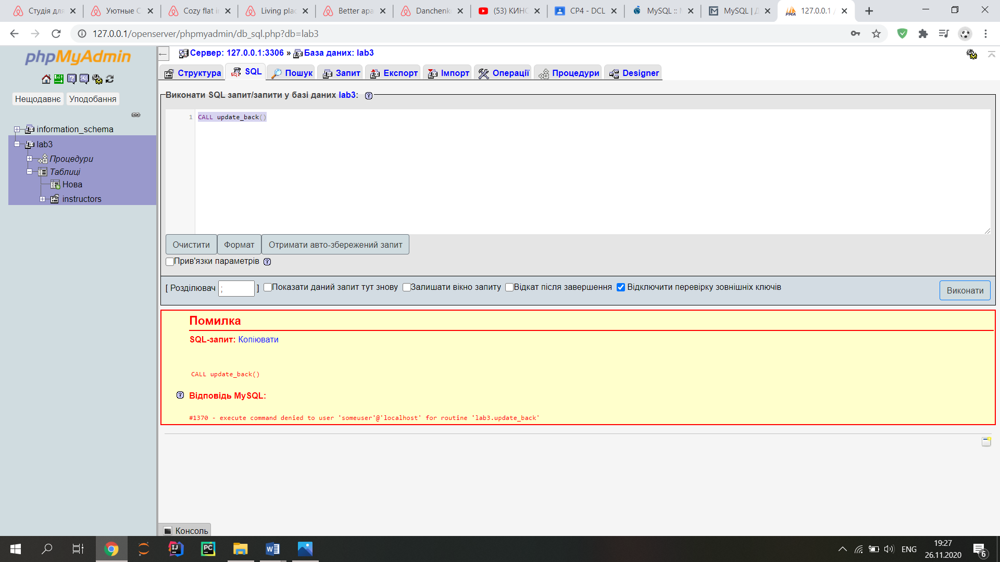 Студія для
Уютные С
Cozy flat i
Living plac
Better apa
Danchenk
(53) КИНО
CP4 - DCL
MySQL ::
MySQL | Д
127.0.0.1 /
127.0.0.1/openserver/phpmyadmin/db_sql.php?db=lab3
phpMyAdmin
Нещодавнє
Уподобання
information_schema
lab3
Процедури
Таблиці
Нова
instructors
Сервер: 127.0.0.1:3306 » База даних: lab3
Структура
SQL
Пошук
Запит
Експорт
Імпорт
Операції
Процедури
Designer
Виконати SQL запит/запити у базі даних lab3:
1 CALL update_back()
Очистити
Формат
Отримати авто-збережений запит
Прив'язки параметрів
[ Розділювач ; ] Показати даний запит тут знову Залишати вікно запиту Відкат після завершення Відключити перевірку зовнішніх ключів
Виконати
Помилка
SQL-запит: Копіювати
CALL update_back()
Відповідь MySQL:
#1370 - execute command denied to user 'someuser'@'localhost' for routine 'lab3.update_back'
Консоль
ENG
19:27
26.11.2020
6